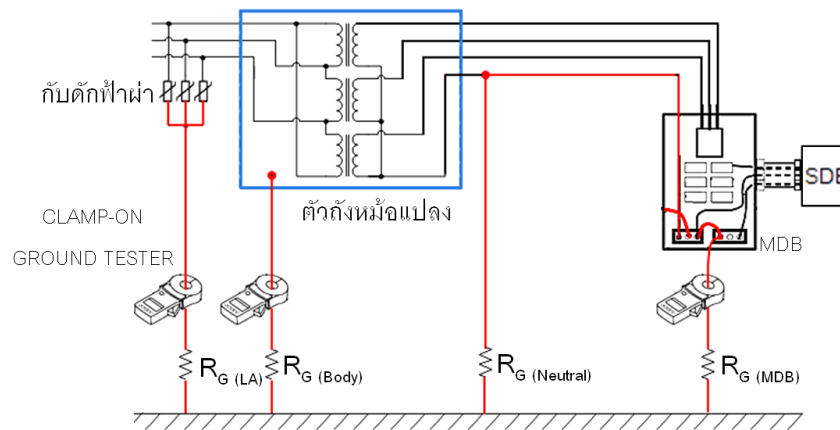 กับดักฟ้าผ่า
SDB
ตัวถังหม้อแปลง
CLAMP-ON
GROUND TESTER
MDB
RG (LA)
RG (Body)
RG (Neutral)
RG (MDB)